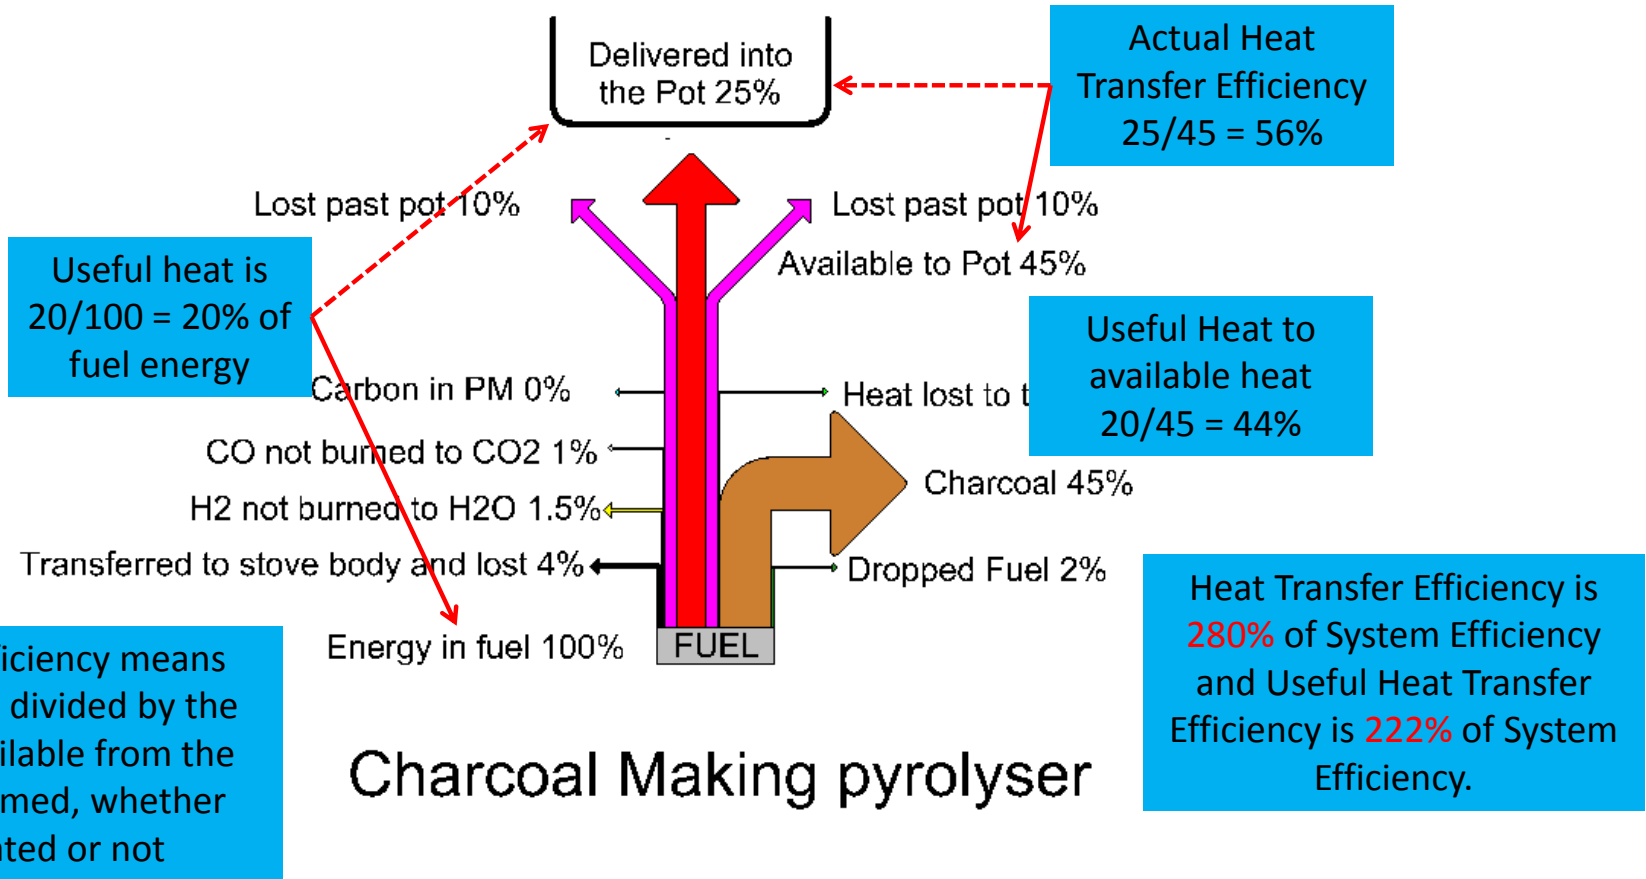 Delivered into
the Pot 25%
Actual Heat
Transfer Efficiency
25/45 = 56%
Lost past pot 10%
Lost past pot 10%
Available to Pot 45%
Useful heat is
20/100 = 20% of
fuel energy
Useful Heat to
available heat
20/45 = 44%
Carbon in PM 0%
Heat lost to
CO not burned to CO2 1%
Charcoal 45%
H2 not burned to H2O 1.5%
Transferred to stove body and lost 4%
Dropped Fuel 2%
Energy in fuel 100%
FUEL
means
divided by the
from the
whether
or not
Heat Transfer Efficiency is
280% of System Efficiency
and Useful Heat Transfer
Efficiency is 222% of System
Efficiency.
Charcoal Making pyrolyser